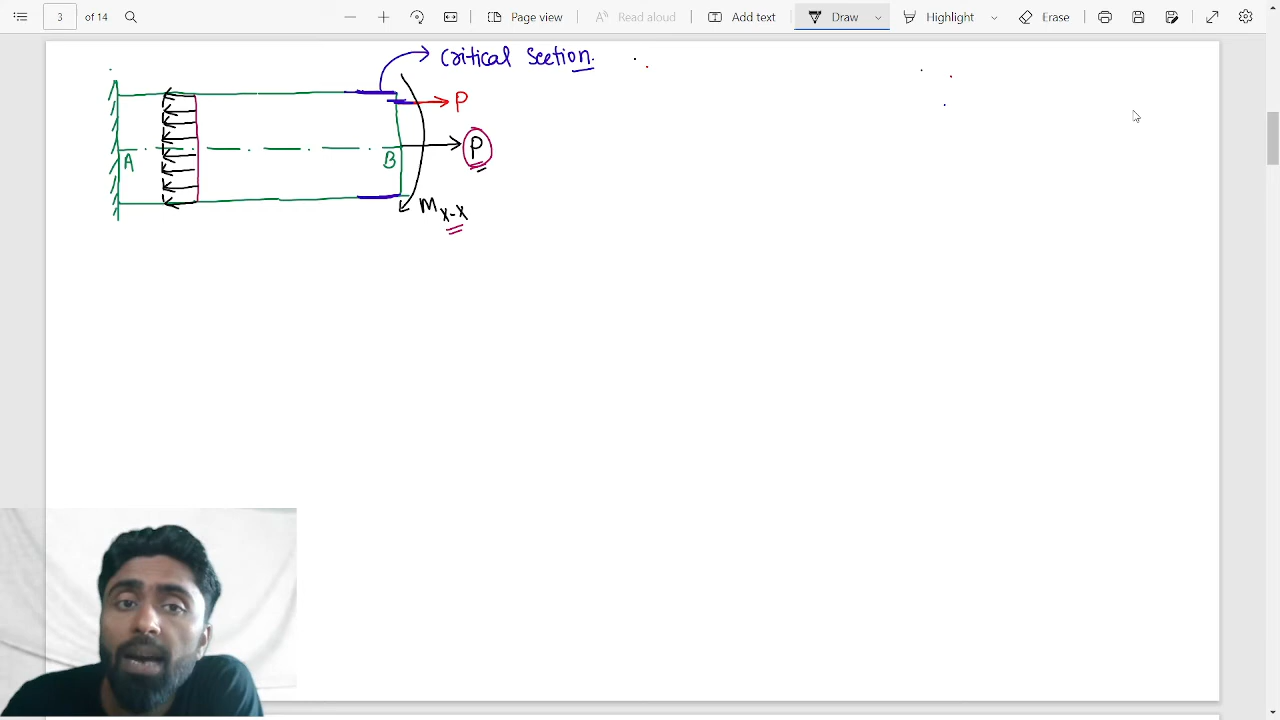 3 of 14 Page view Read aloud Add text Draw Highlight Erase
Critical Section.
P
P
A B
M x-x